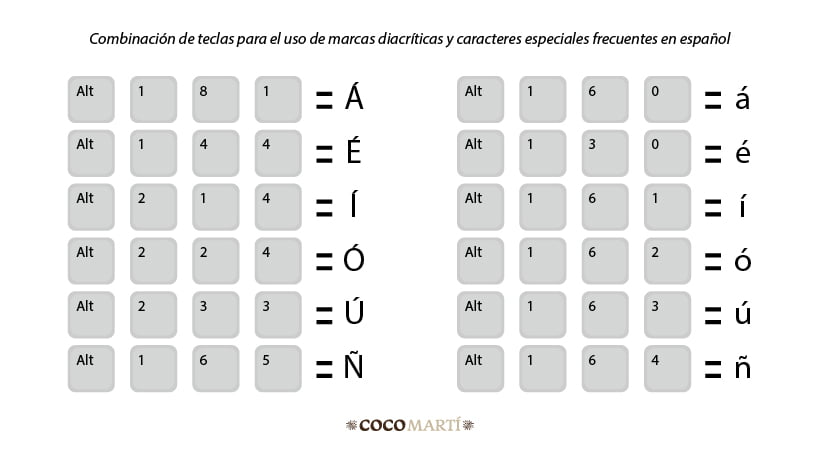 Combinación de teclas para el uso de marcas diacríticas y caracteres especiales frecuentes en español
Alt 1 8 1 = Á
Alt 1 4 4 = É
Alt 2 1 4 = Í
Alt 2 2 4 = Ó
Alt 2 3 3 = Ú
Alt 1 6 5 = Ñ
Alt 1 6 0 = á
Alt 1 3 0 = é
Alt 1 6 1 = í
Alt 1 6 2 = ó
Alt 1 6 3 = ú
Alt 1 6 4 = ñ
COCO MARTÍ